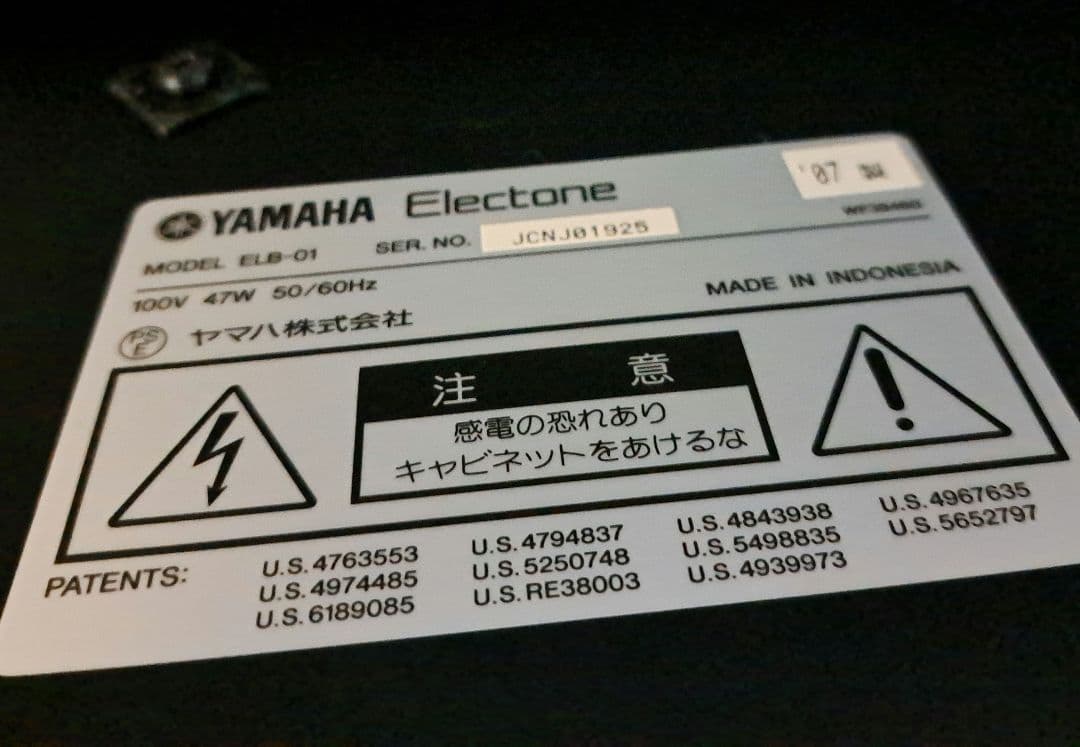 YAMAHA Electone
'07
MODEL ELB-01 SER. NO. JCNJ01925
100V 47W 50/60Hz MADE IN INDONESIA
PSE ヤマハ株式会社
注意
感電の恐れあり
キャビネットをあけるな
PATENTS: U.S.4763553 U.S.4794837 U.S.4843938 U.S.4967635
U.S.4974485 U.S.5250748 U.S.5498835 U.S.5652797
U.S.6189085 U.S.RE38003 U.S.4939973